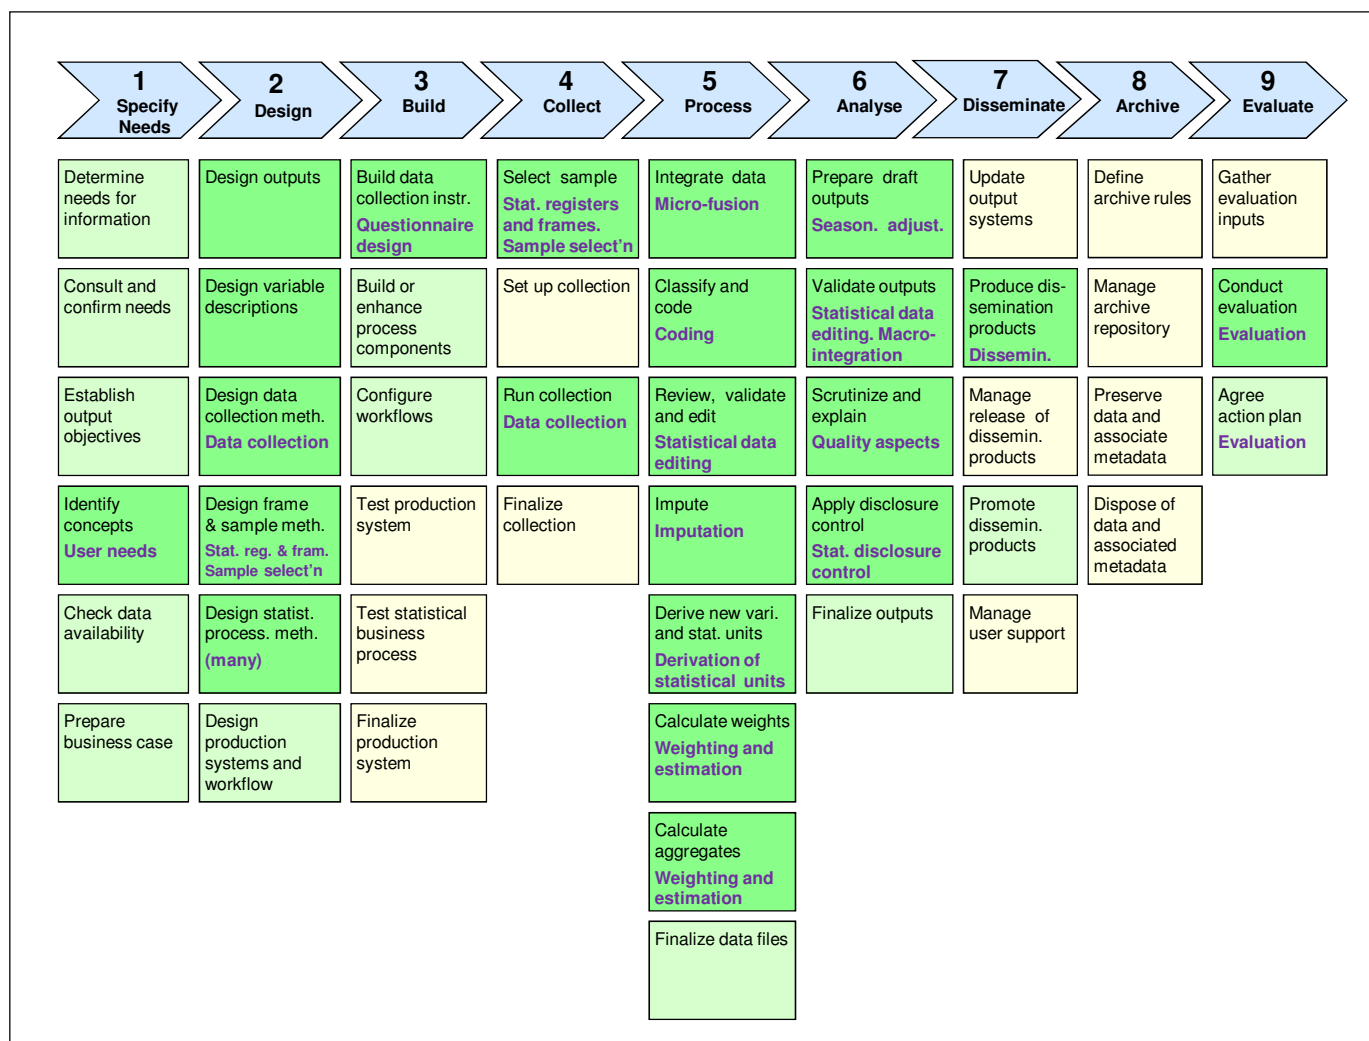 1
Specify
Needs
2
Design
3
Build
4
Collect
5
Process
6
Analyse
7
Disseminate
8
Archive
9
Evaluate
Determine
needs for
information
Consult and
confirm needs
Establish
output
objectives
Identify
concepts
User needs
Check data
availability
Prepare
business case
Design outputs
Design variable
descriptions
Design data
collection meth.
Data collection
Design frame
& sample meth.
Stat. reg. & fram.
Sample select'n
Design statist.
process. meth.
(many)
Design
production
systems and
workflow
Build data
collection instr.
Questionnaire
design
Build or
enhance
process
components
Configure
workflows
Test production
system
Test statistical
business
process
Finalize
production
system
Select sample
Stat. registers
and frames.
Sample select'n
Set up collection
Run collection
Data collection
Finalize
collection
Integrate data
Micro-fusion
Classify and
code
Coding
Review, validate
and edit
Statistical data
editing
Impute
Imputation
Derive new vari.
and stat. units
Derivation of
statistical units
Calculate weights
Weighting and
estimation
Calculate
aggregates
Weighting and
estimation
Finalize data files
Prepare draft
outputs
Season. adjust.
Validate outputs
Statistical data
editing. Macro-
integration
Scrutinize and
explain
Quality aspects
Apply disclosure
control
Stat. disclosure
control
Finalize outputs
Update
output
systems
Produce dis-
semination
products
Dissemin.
Manage
release of
dissemin.
products
Promote
dissemin.
products
Manage
user support
Define
archive rules
Manage
archive
repository
Preserve
data and
associate
metadata
Dispose of
data and
associated
metadata
Gather
evaluation
inputs
Conduct
evaluation
Evaluation
Agree
action plan
Evaluation